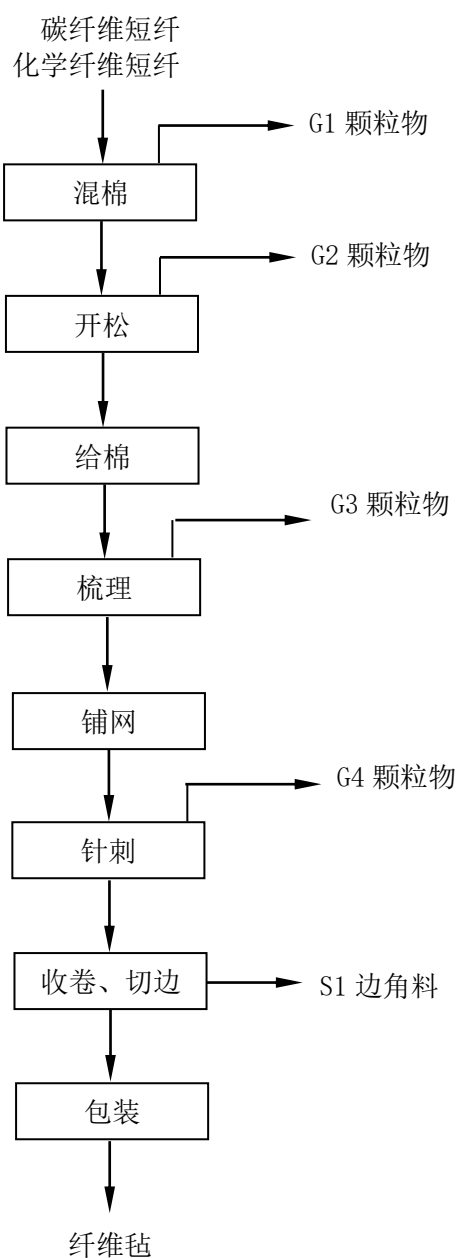 碳纤维短纤
化学纤维短纤
G1 颗粒物
混棉
G2 颗粒物
开松
给棉
G3 颗粒物
梳理
铺网
G4 颗粒物
针刺
收卷、切边
S1 边角料
包装
纤维毡